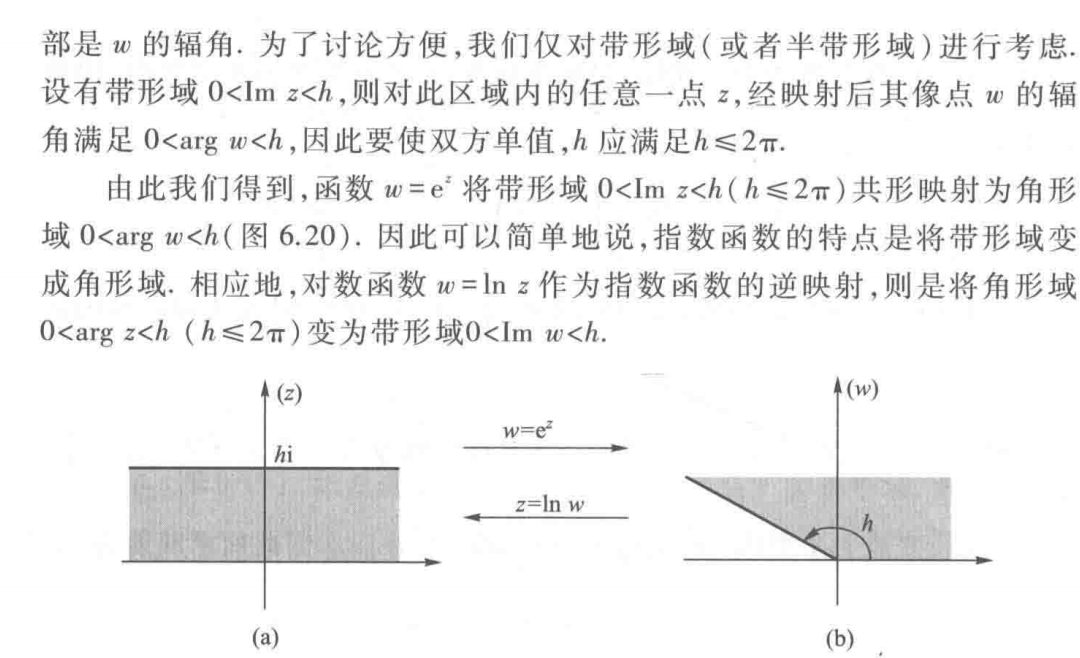 部是 w 的辐角. 为了讨论方便,我们仅对带形域(或者半带形域)进行考虑.
设有带形域 0<Im z<h,则对此区域内的任意一点 z,经映射后其像点 w 的辐
角满足 0<arg w<h,因此要使双方单值,h 应满足h≤2π.
由此我们得到,函数 w=e^z 将带形域 0<Im z<h(h≤2π)共形映射为角形
域 0<arg w<h(图 6.20). 因此可以简单地说,指数函数的特点是将带形域变
成角形域. 相应地,对数函数 w=ln z 作为指数函数的逆映射,则是将角形域
0<arg z<h (h≤2π)变为带形域0<Im w<h.
(z)
hi
(a)
w=e^z
z=ln w
(w)
h
(b)